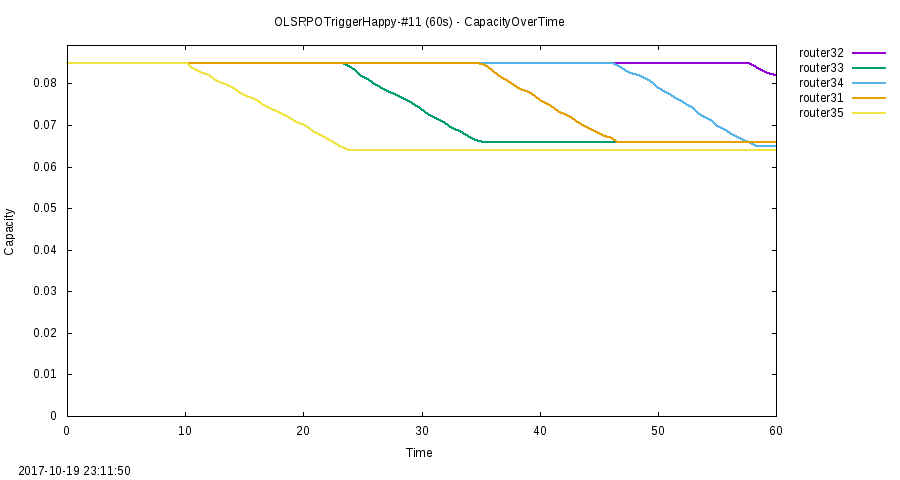 OLSRPOTriggerHappy-#11 (60s) - CapacityOverTime
router32
router33
router34
router31
router35
0.08
0.07
0.06
0.05
0.04
0.03
0.02
0.01
0
Capacity
0 10 20 30 40 50 60
Time
2017-10-19 23:11:50